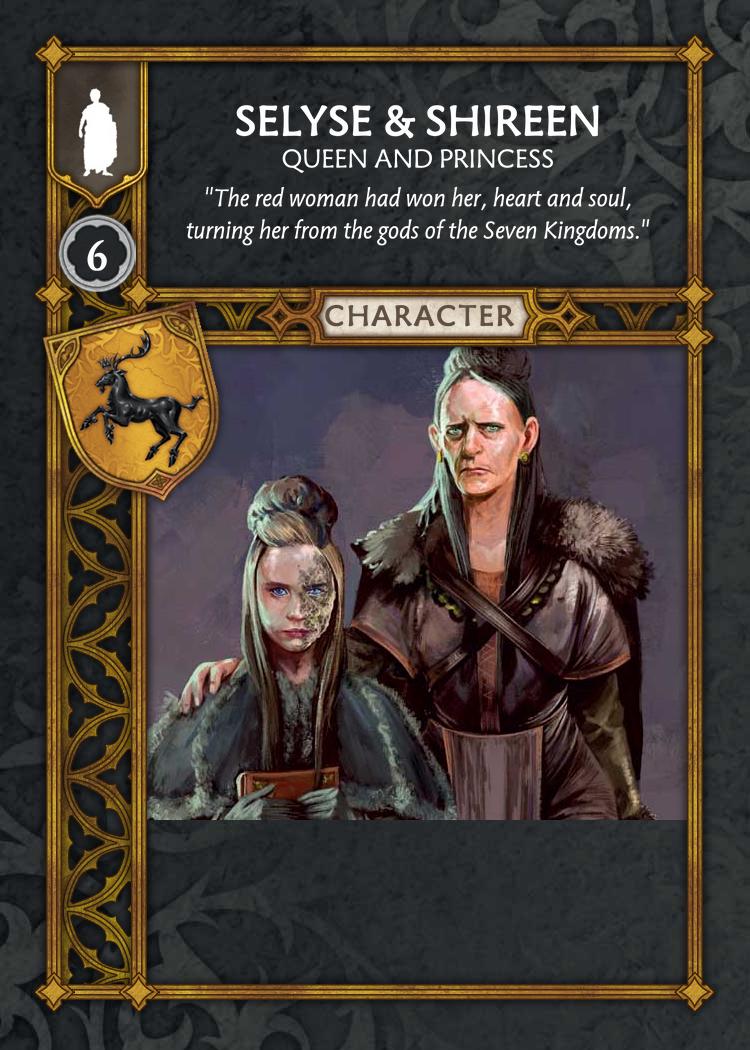 SELYSE & SHIREEN
QUEEN AND PRINCESS
"The red woman had won her, heart and soul,
turning her from the gods of the Seven Kingdoms."
6
CHARACTER